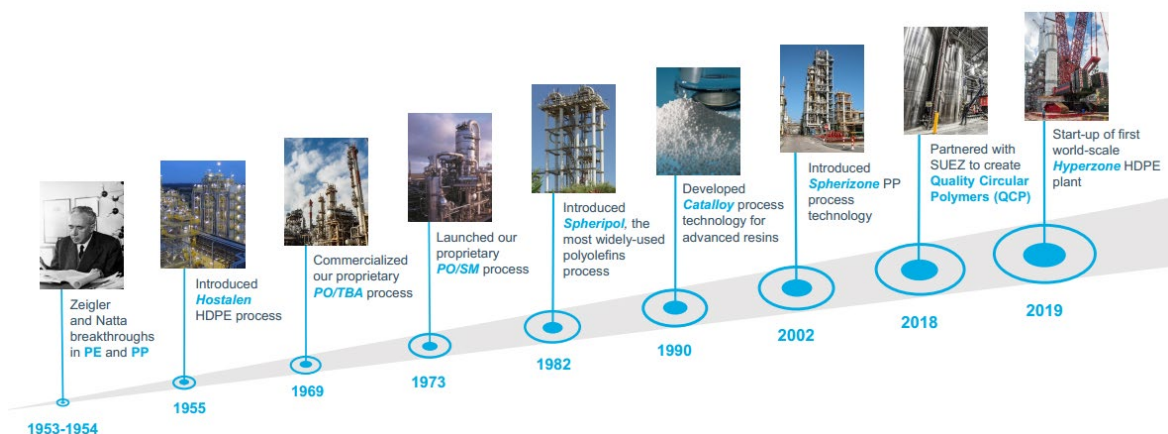 Zeigler
and Natta
breakthroughs
in PE and PP
1953-1954
Introduced
Hostalen
HDPE process
1955
Commercialized
our proprietary
PO/TBA process
1969
Launched our
proprietary
PO/SM process
1973
Introduced
Spheripol, the
most widely-used
polyolefins
process
1982
Developed
Catalloy process
technology for
advanced resins
1990
Introduced
Spherizone PP
process
technology
2002
Partnered with
SUEZ to create
Quality Circular
Polymers (QCP)
2018
Start-up of first
world-scale
Hyperzone HDPE
plant
2019